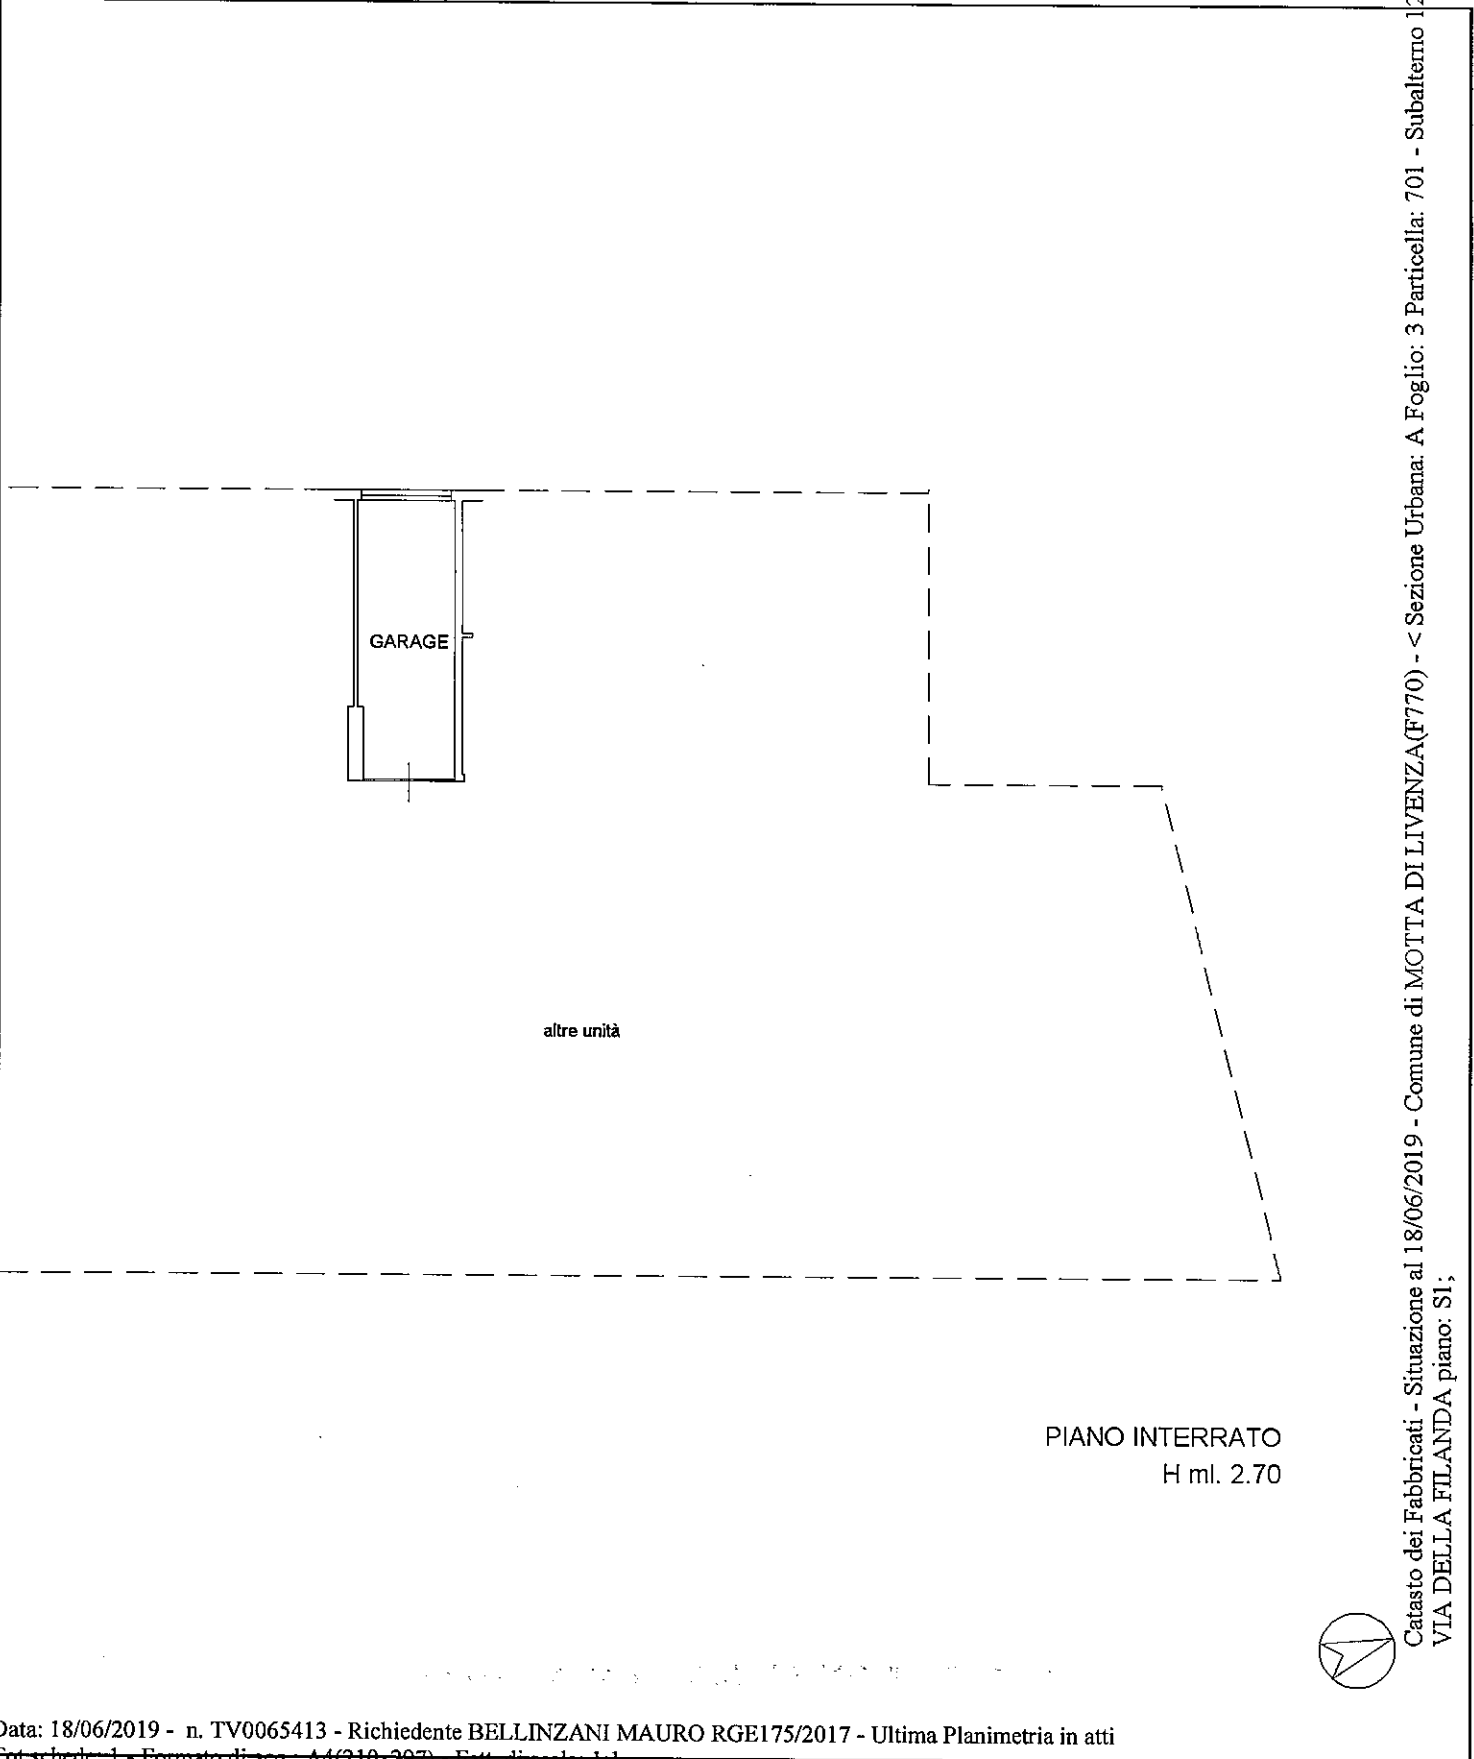 GARAGE
altre unità
PIANO INTERRATO
H ml. 2.70
Catasto dei Fabbricati - Situazione al 18/06/2019 - Comune di MOTTA DI LIVENZA(F770) - < Sezione Urbana: A Foglio: 3 Particella: 701 - Subalterno
VIA DELLA FILANDA piano: S1;
Data: 18/06/2019 - n. TV0065413 - Richiedente BELLINZANI MAURO RGE175/2017 - Ultima Planimetria in atti